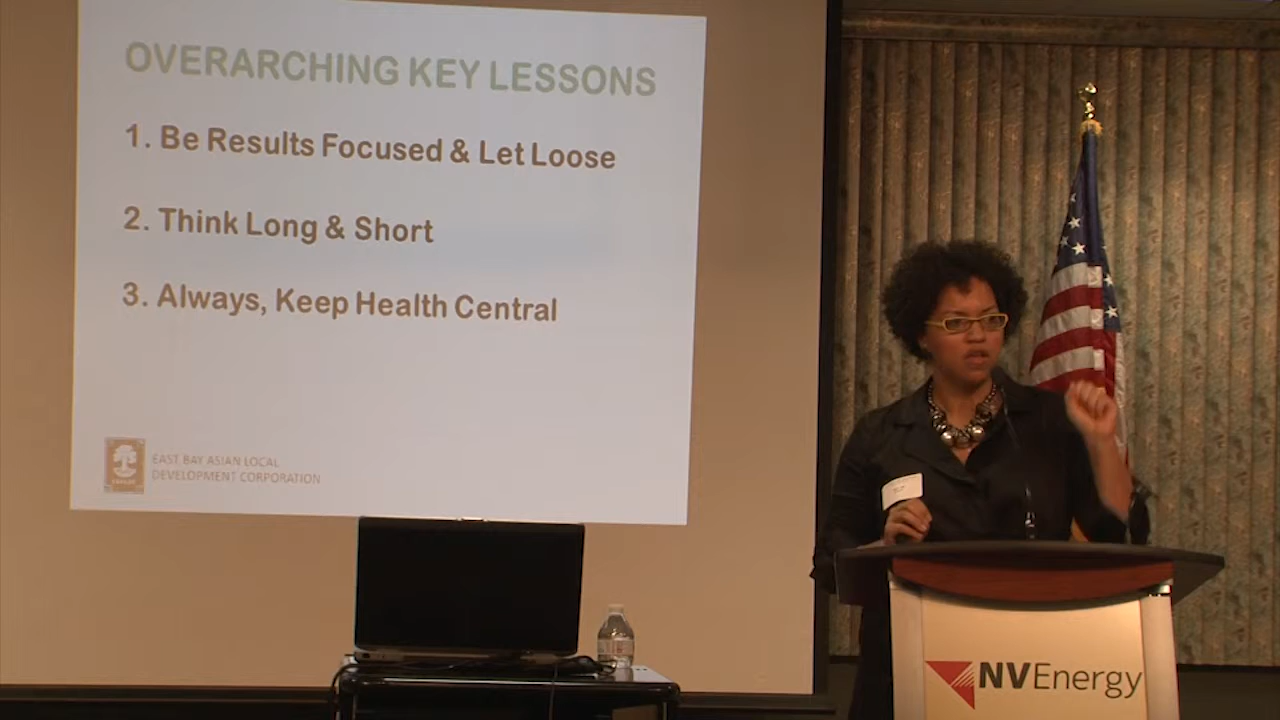 OVERARCHING KEY LESSONS
1. Be Results Focused & Let Loose
2. Think Long & Short
3. Always, Keep Health Central
EAST BAY ASIAN LOCAL
DEVELOPMENT CORPORATION
NVEnergy